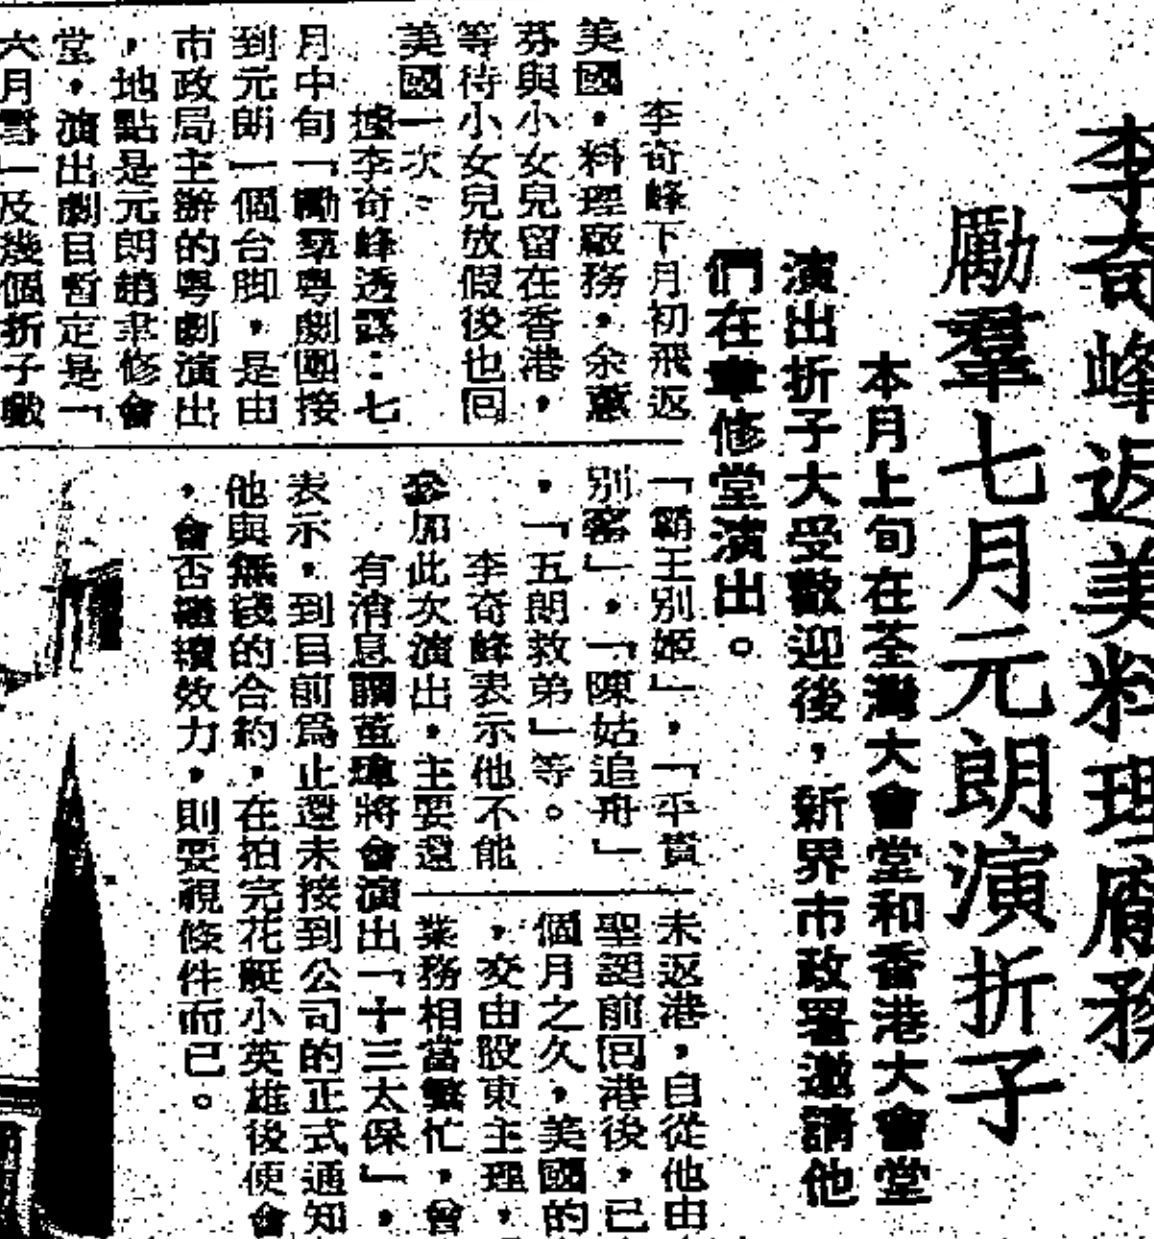 李奇峰返美料理廠務
勵羣七月元朗演折子
本月上旬在荃灣大會堂和香港大會堂
演出折子大受歡迎後，新界市政署邀請他
們在聿修堂演出。
李奇峰下月初飛返
美國，料理廠務，余蕙
芬與小女兒留在香港，
等待小女兒放假後也回
美國一次。
據李奇峰透露：七
月中旬「勵羣粵劇團接
到元朗一個台脚，是由
市政局主辦的粵劇演出
，地點是元朗趙聿修會
堂，演出劇目暫定是「
六月雪」及幾個折子戲
「霸王別姬」，「平貴
別窰」，「陳姑追舟」
，「五朗救弟」等。
李奇峰表示他不能
參加此次演出，主要還
未返港，自從他由
聖誕前回港後，已
個月之久，美國的
，交由股東主理，
業務相當繁忙，曾
有消息謂董瑋將會演出「十三太保」，
表示，到目前爲止還未接到公司的正式通知
他與無綫的合約，在拍完花艇小英雄後便會
，會否繼續效力，則要視條件而已。